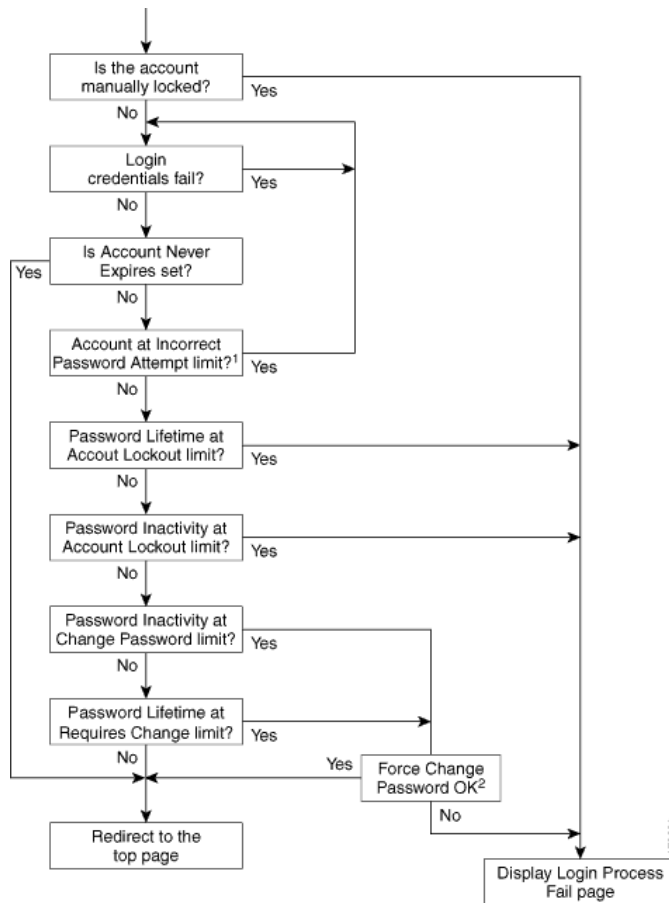 Is the account
manually locked?
Yes
No
Login
credentials fail?
Yes
No
Is Account Never
Expires set?
Yes
No
Account at Incorrect
Password Attempt limit?1
Yes
No
Password Lifetime at
Accout Lockout limit?
Yes
No
Password Inactivity at
Account Lockout limit?
Yes
No
Password Inactivity at
Change Password limit?
Yes
No
Password Lifetime at
Requires Change limit?
Yes
No
Yes
Force Change
Password OK2
No
Redirect to the
top page
Display Login Process
Fail page